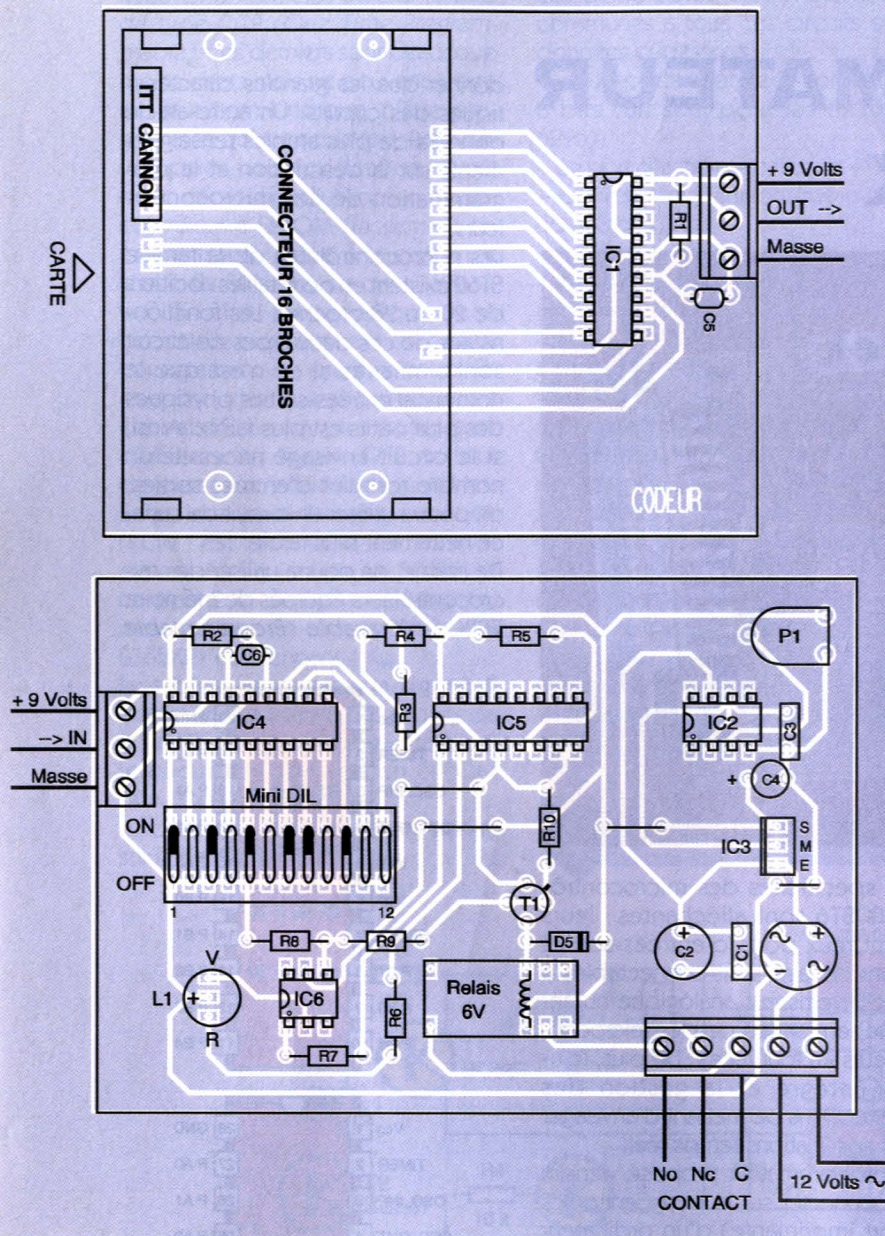 ITT CANNON
CONNECTEUR 16 BROCHES
CARTE
IC1
R1
C5
+ 9 Volts
OUT -->
Masse
CODEUR
R2
C6
R4
R5
P1
+ 9 Volts
--> IN
Masse
IC4
R3
IC5
IC2
C3
+ C4
Mini DIL
ON
OFF
1 12
R10
IC3
S
M
E
T1
R8
R9
D5
+
C2
C1
+
-
V
L1 +
R
IC6
R6
R7
Relais
6V
No Nc C
CONTACT
12 Volts ~